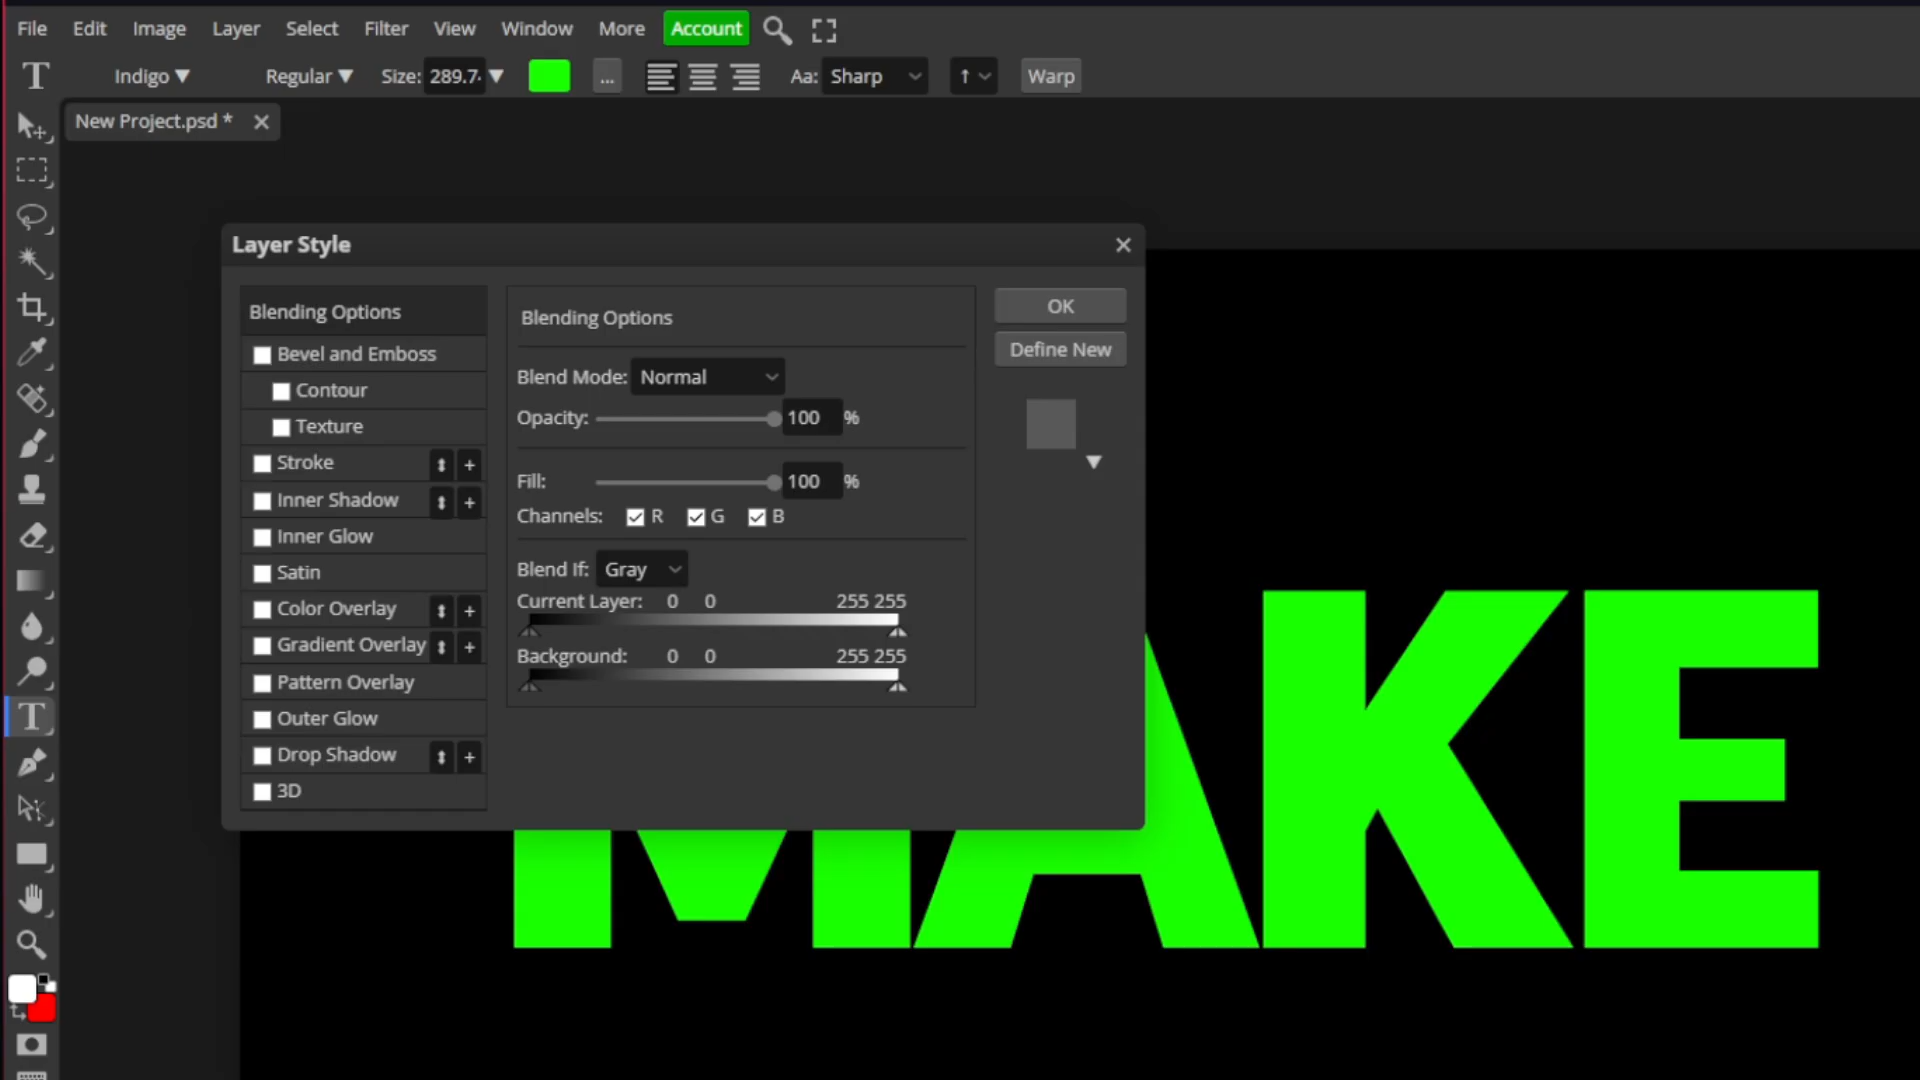 File Edit Image Layer Select Filter View Window More Account
T Indigo Regular Size: 289.7 ... Aa: Sharp Warp
New Project.psd *
Layer Style
Blending Options
Bevel and Emboss
Contour
Texture
Stroke
Inner Shadow
Inner Glow
Satin
Color Overlay
Gradient Overlay
Pattern Overlay
Outer Glow
Drop Shadow
3D
Blending Options
Blend Mode: Normal
Opacity: 100 %
Fill: 100 %
Channels: R G B
Blend If: Gray
Current Layer: 0 0 255 255
Background: 0 0 255 255
OK
Define New
T
MAKE